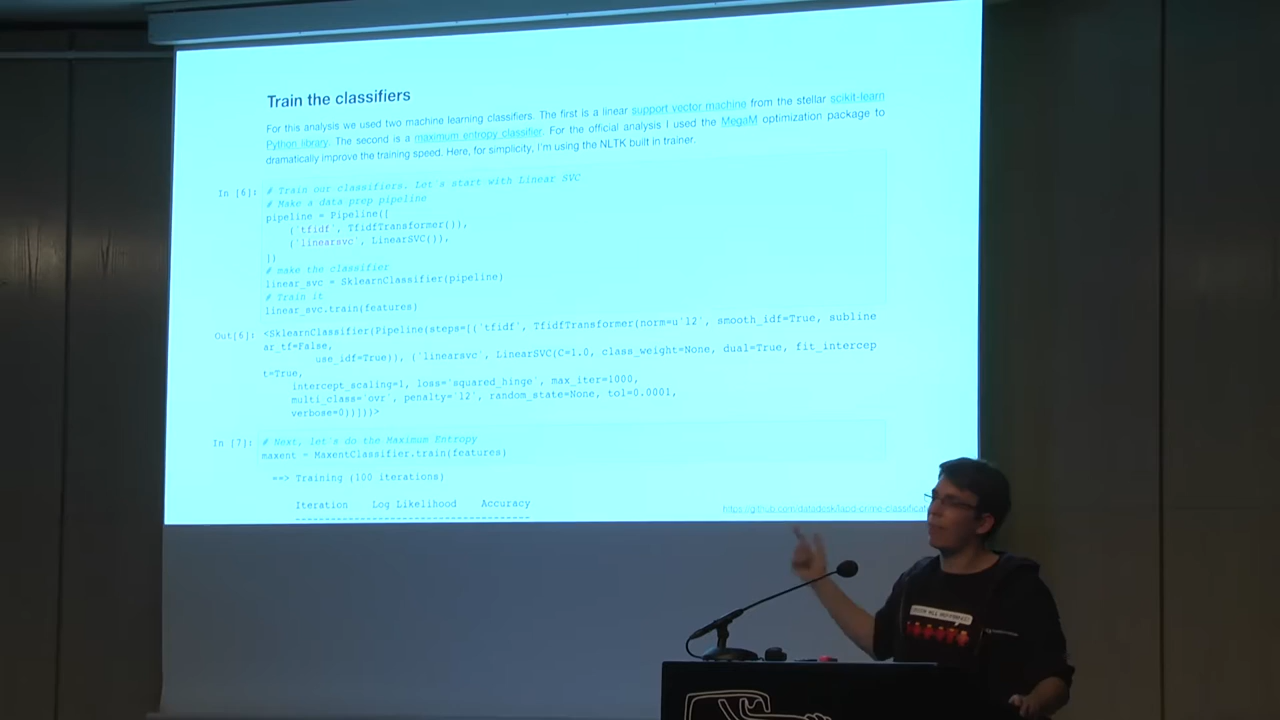 Train the classifiers
For this analysis we used two machine learning classifiers. The first is a linear support vector machine from the stellar scikit-learn
Python library. The second is a maximum entropy classifier. For the official analysis I used the MegaM optimization package to
dramatically improve the training speed. Here, for simplicity, I'm using the NLTK built in trainer.
In [6]: # Train our classifiers. Let's start with Linear SVC
# Make a data prep pipeline
pipeline = Pipeline([
('tfidf', TfidfTransformer()),
('linearsvc', LinearSVC()),
])
# make the classifier
linear_svc = SklearnClassifier(pipeline)
# Train it
linear_svc.train(features)
Out[6]: <SklearnClassifier(Pipeline(steps=[('tfidf', TfidfTransformer(norm=u'l2', smooth_idf=True, subline
ar_tf=False,
use_idf=True)), ('linearsvc', LinearSVC(C=1.0, class_weight=None, dual=True, fit_intercep
t=True,
intercept_scaling=1, loss='squared_hinge', max_iter=1000,
multi_class='ovr', penalty='l2', random_state=None, tol=0.0001,
verbose=0))]))>
In [7]: # Next, let's do the Maximum Entropy
maxent = MaxentClassifier.train(features)
==> Training (100 iterations)
Iteration Log Likelihood Accuracy
---------------------------------------
https://github.com/datadesk/lapd-crime-classificat